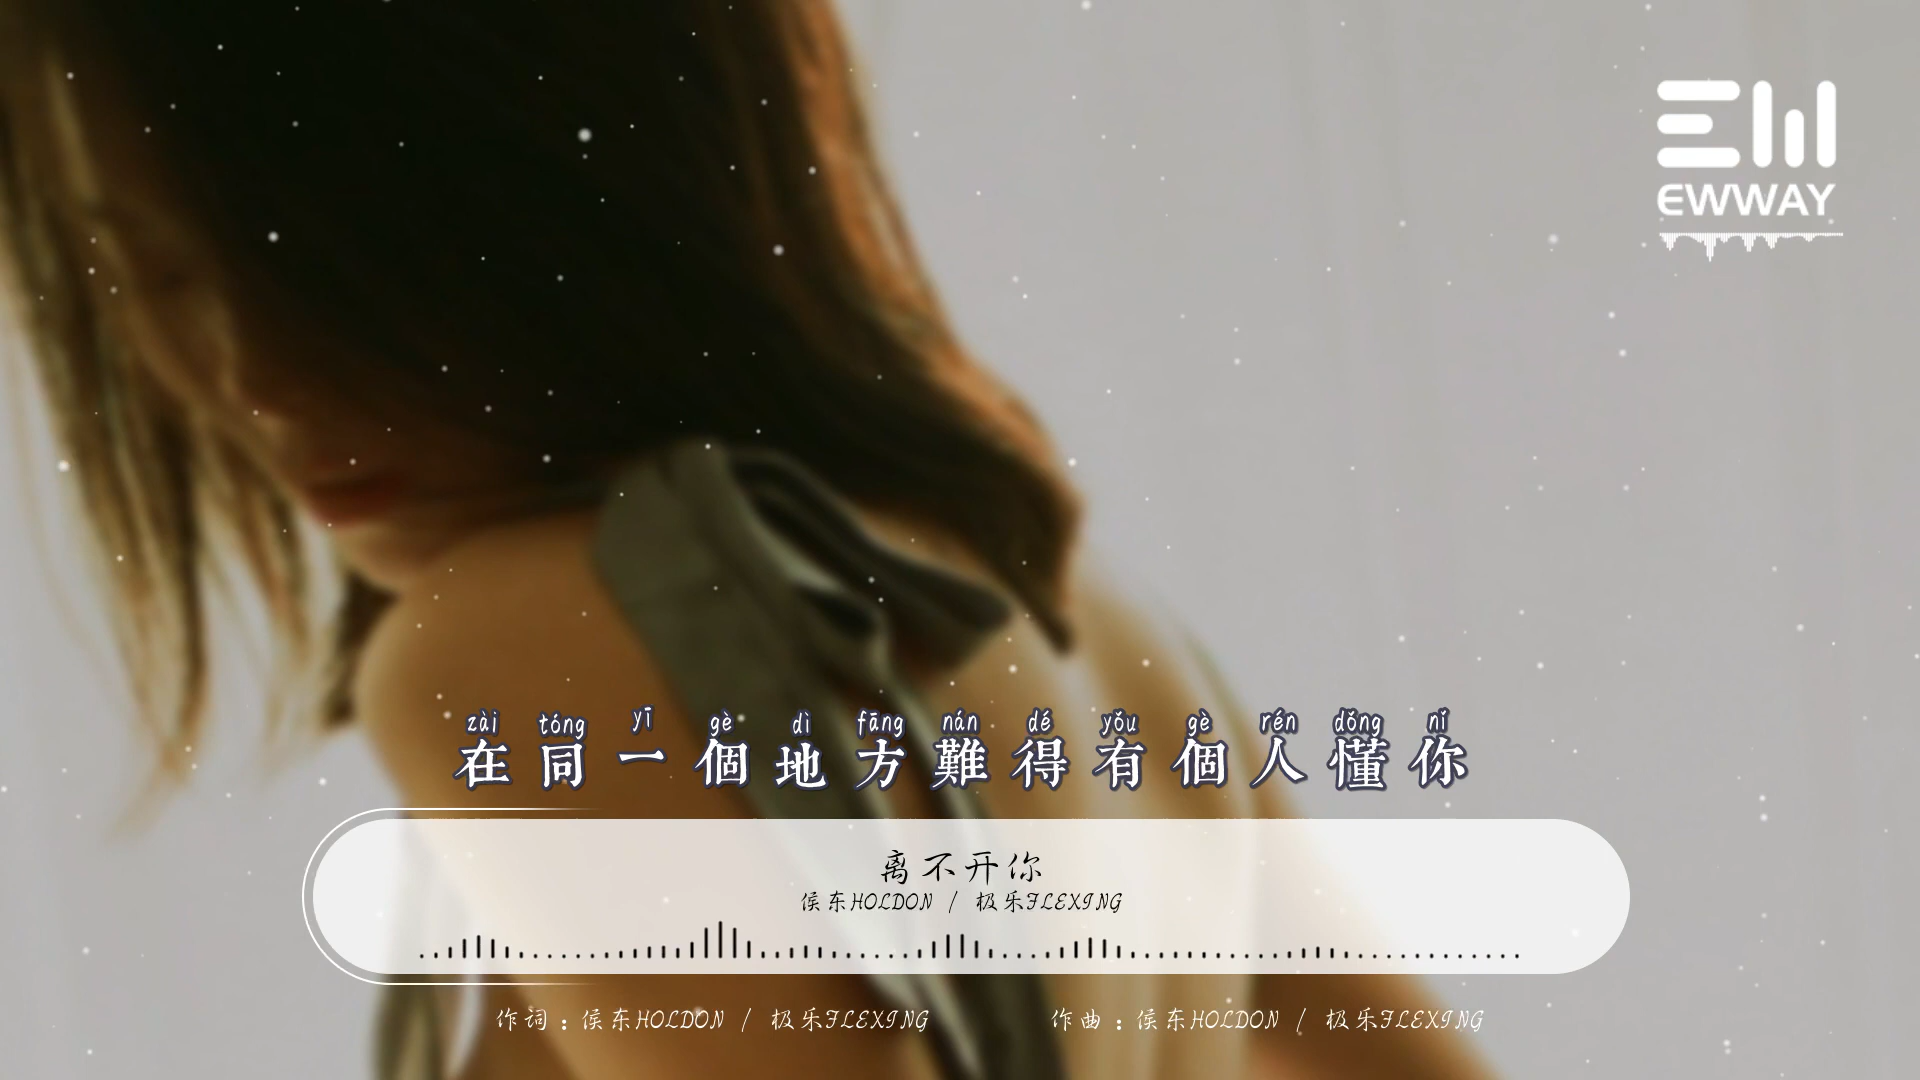 EW
EWWAY
zài tóng yī gè dì fāng nán dé yǒu gè rén dǒng nǐ
在同一個地方難得有個人懂你
离不开你
侯东HOLDON / 极乐FLEXING
作词：侯东HOLDON / 极乐FLEXING 作曲：侯东HOLDON / 极乐FLEXING